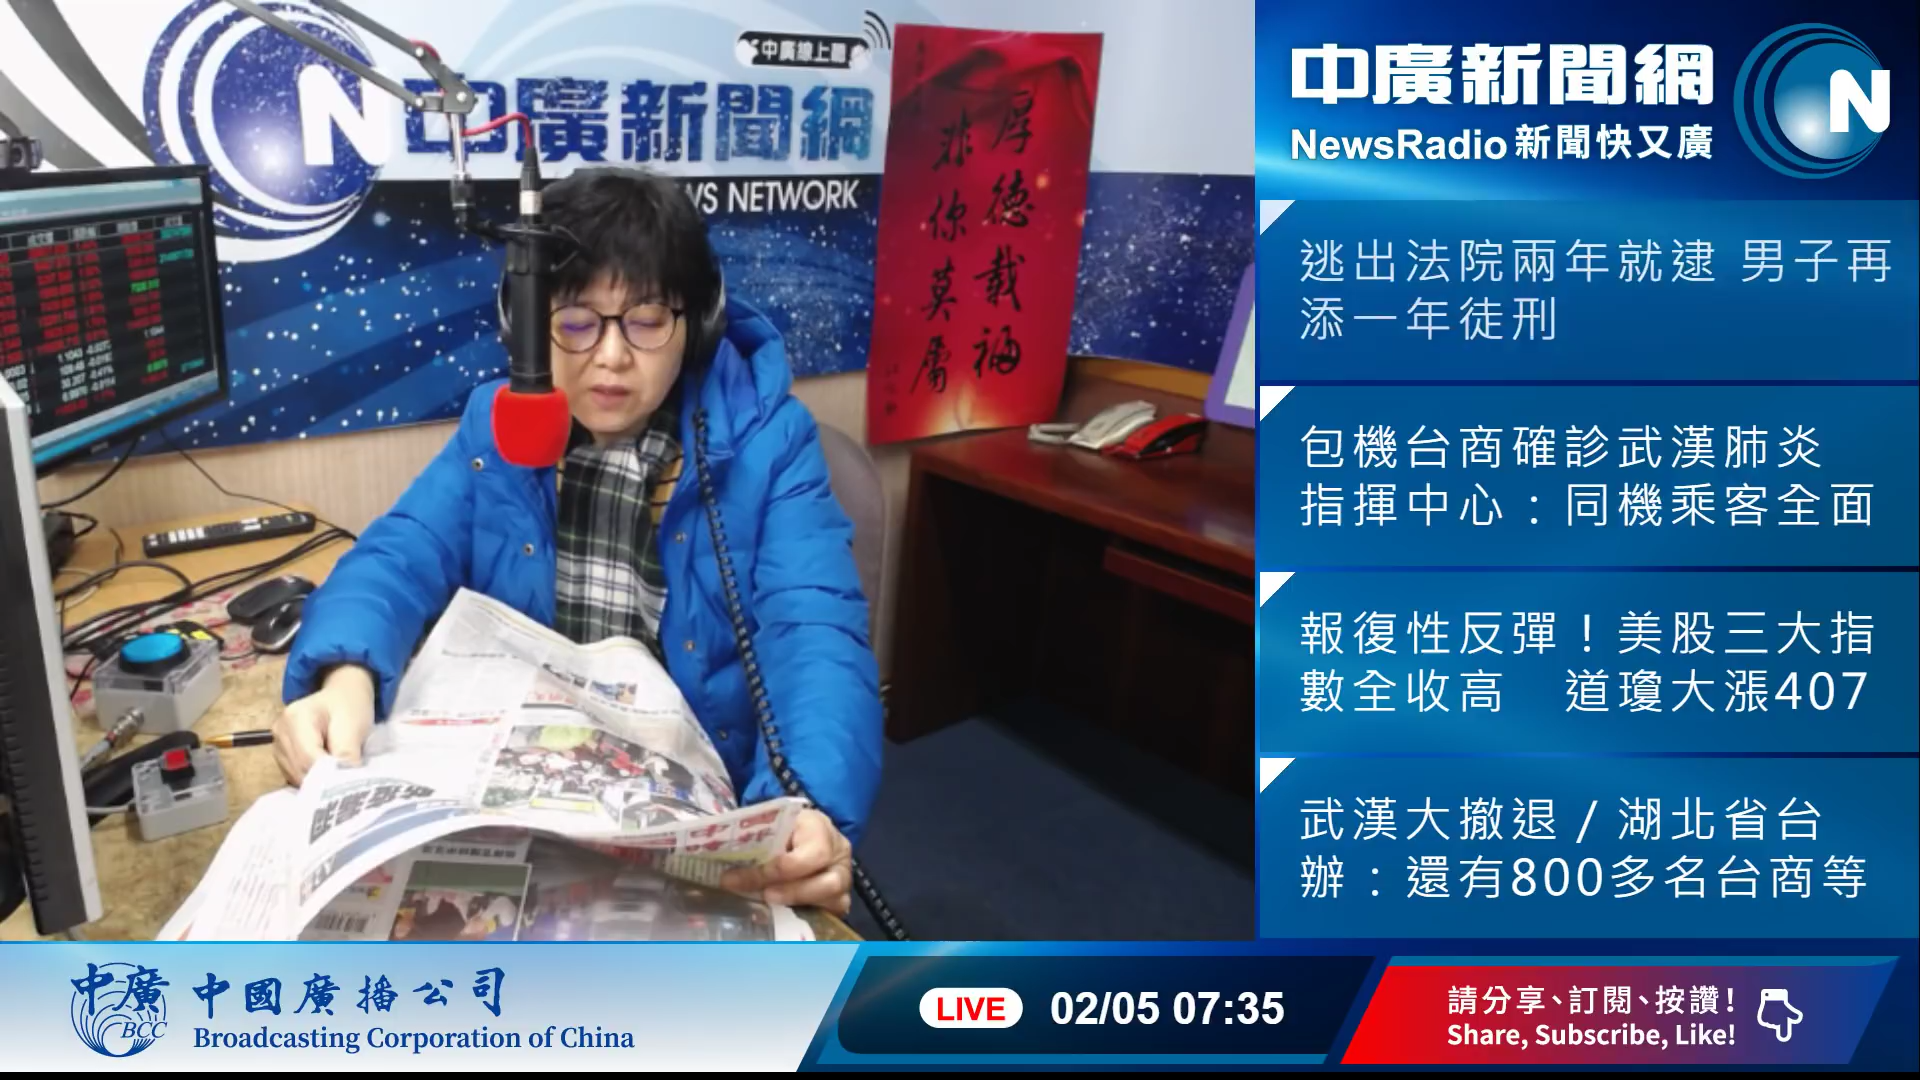 中廣線上聽
中廣新聞網
WS NETWORK
厚德載福
非你莫屬
中廣新聞網
NewsRadio 新聞快又廣
N
逃出法院兩年就逮 男子再
添一年徒刑
包機台商確診武漢肺炎
指揮中心：同機乘客全面
報復性反彈！美股三大指
數全收高　道瓊大漲407
武漢大撤退／湖北省台
辦：還有800多名台商等
中廣
BCC
中國廣播公司
Broadcasting Corporation of China
LIVE 02/05 07:35
請分享、訂閱、按讚！
Share, Subscribe, Like!